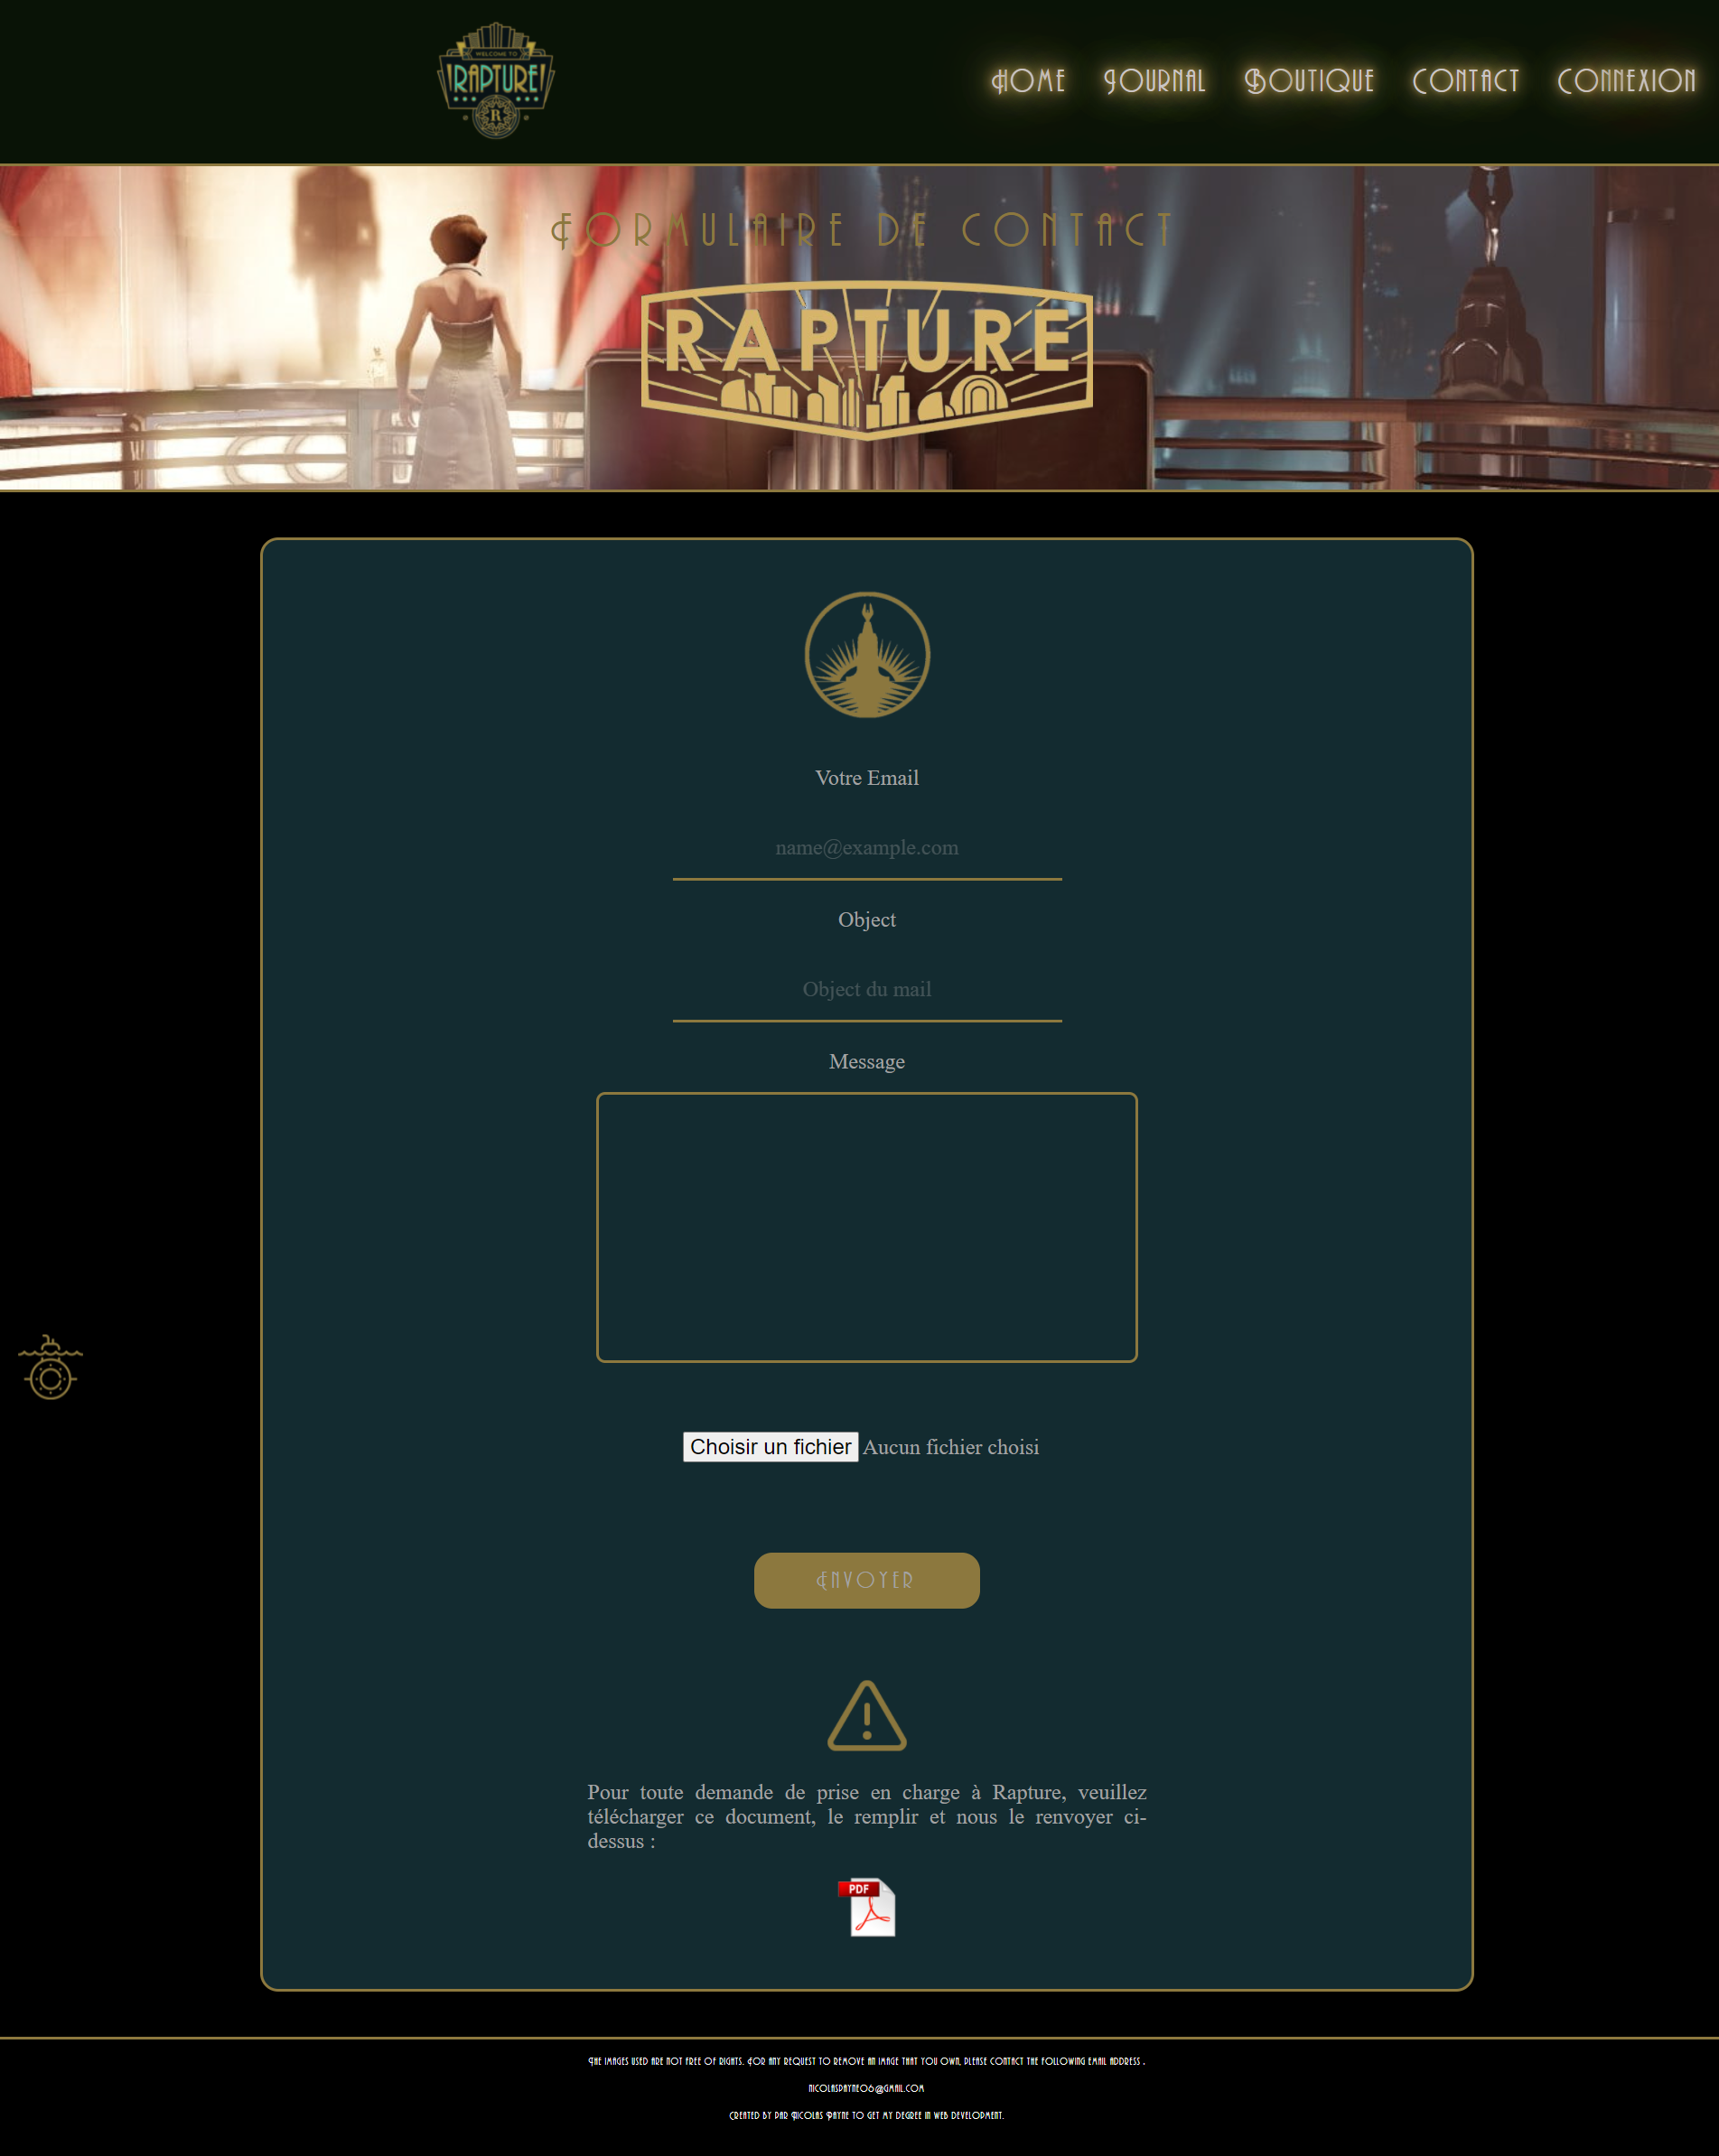 WELCOME TO
RAPTURE
R
Home Journal Boutique Contact Connexion
Formulaire de contact
RAPTURE
Votre Email
name@example.com
Object
Object du mail
Message
Choisir un fichier Aucun fichier choisi
Envoyer
Pour toute demande de prise en charge à Rapture, veuillez
télécharger ce document, le remplir et nous le renvoyer ci-
dessus :
PDF
The images used are not free of rights. For any request to remove an image that you own, please contact the following email address :
nicolaspayne06@gmail.com
Created by par Nicolas Payne to get my degree in web development.